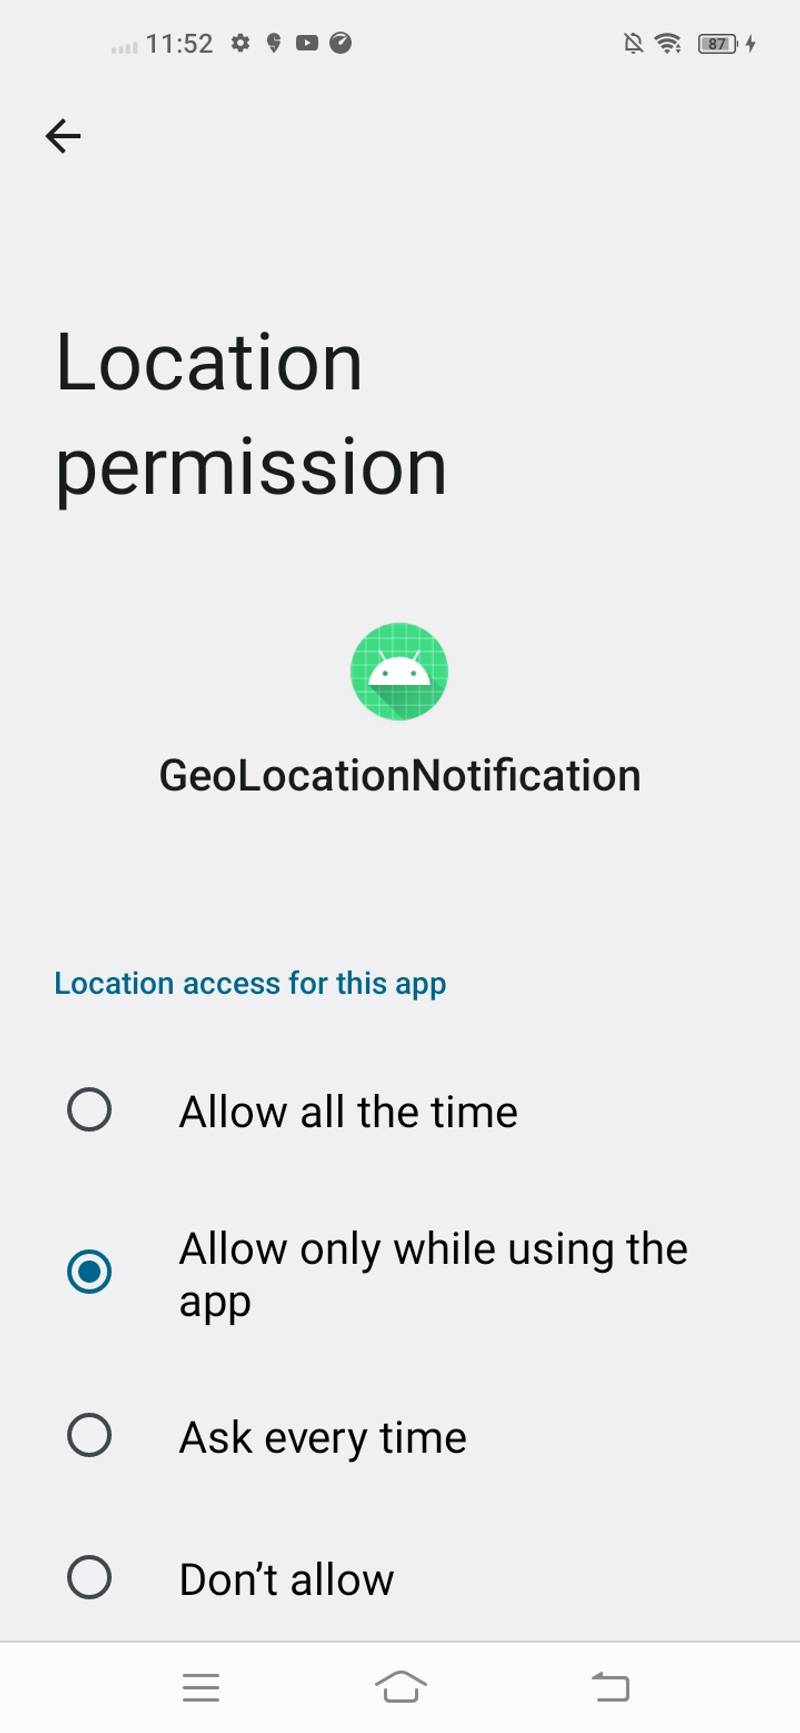 11:52
87
Location
permission
GeoLocationNotification
Location access for this app
Allow all the time
Allow only while using the
app
Ask every time
Don’t allow